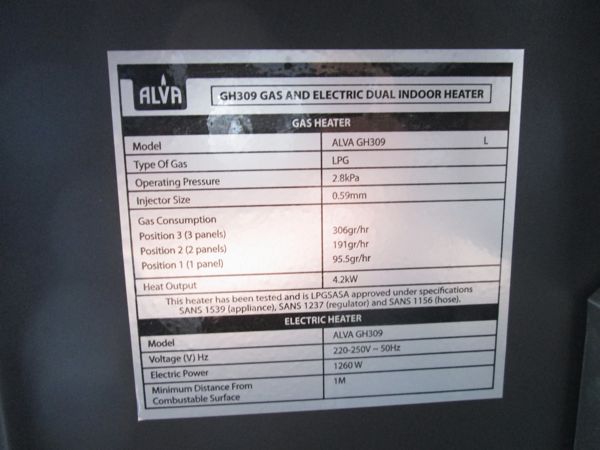 ALVA
GH309 GAS AND ELECTRIC DUAL INDOOR HEATER
GAS HEATER
Model ALVA GH309 L
Type Of Gas LPG
Operating Pressure 2.8kPa
Injector Size 0.59mm
Gas Consumption
Position 3 (3 panels) 306gr/hr
Position 2 (2 panels) 191gr/hr
Position 1 (1 panel) 95.5gr/hr
Heat Output 4.2kW
This heater has been tested and is LPGSASA approved under specifications
SANS 1539 (appliance), SANS 1237 (regulator) and SANS 1156 (hose).
ELECTRIC HEATER
Model ALVA GH309
Voltage (V) Hz 220-250V ~ 50Hz
Electric Power 1260 W
Minimum Distance From 1M
Combustable Surface